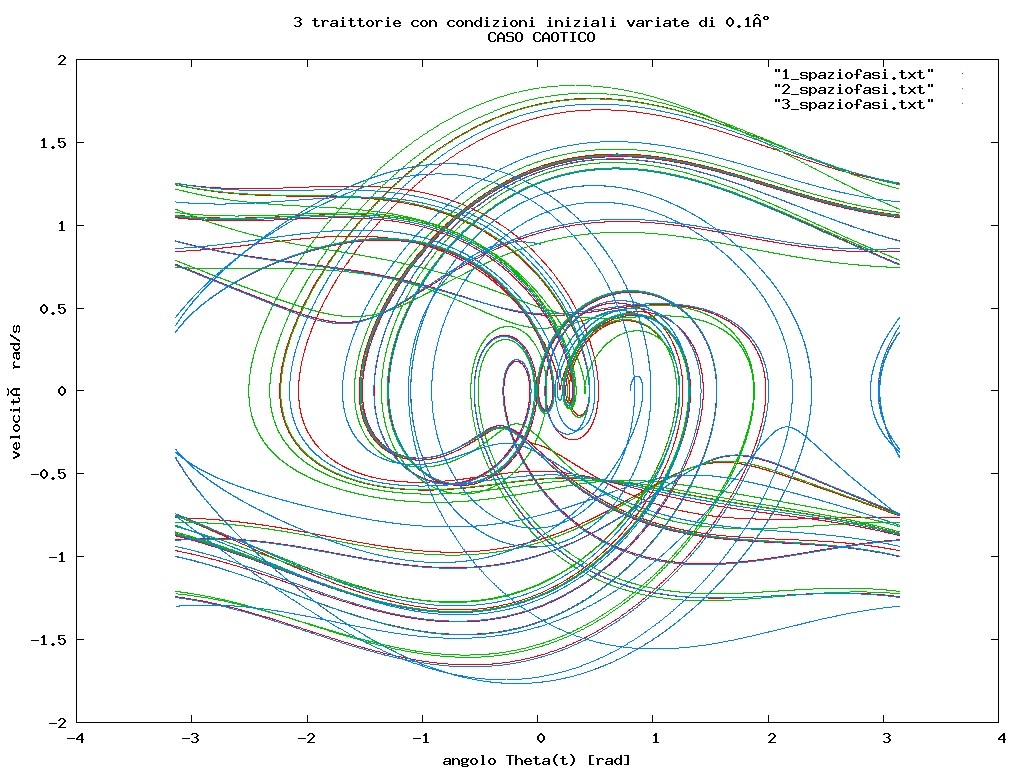 3 traittorie con condizioni iniziali variate di 0.1Â°
CASO CAOTICO
"1_spaziofasi.txt"
"2_spaziofasi.txt"
"3_spaziofasi.txt"
2
1.5
1
0.5
0
-0.5
-1
-1.5
-2
velocitĂ rad/s
-4 -3 -2 -1 0 1 2 3 4
angolo Theta(t) [rad]